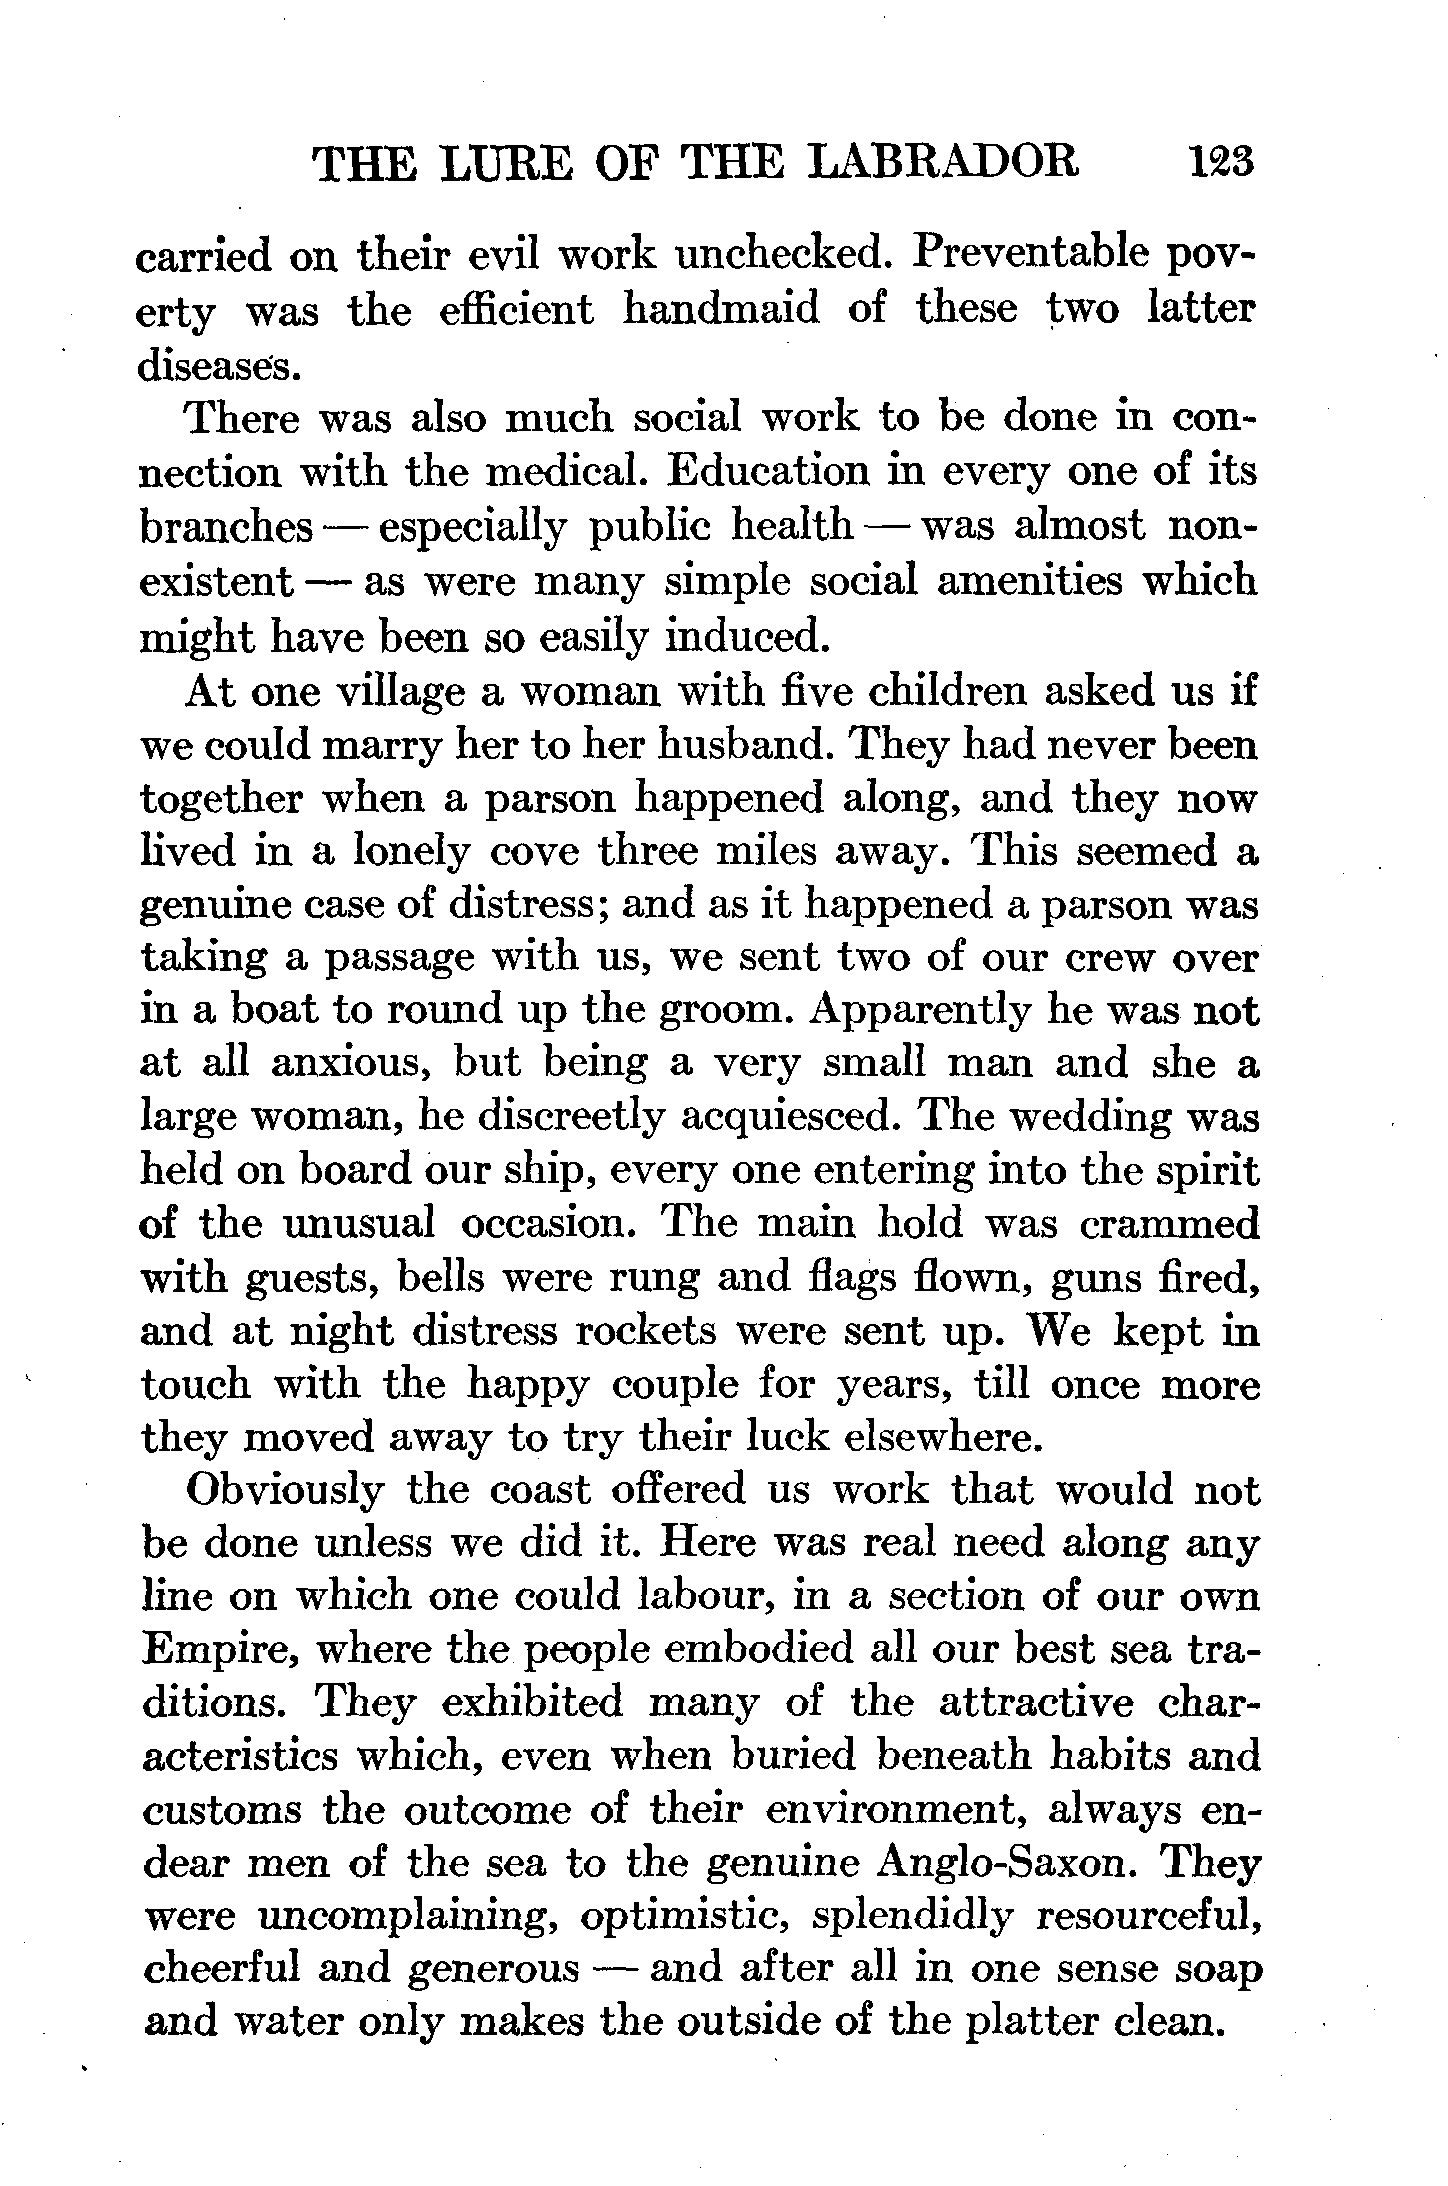 THE LURE OF THE LABRADOR 123
carried on their evil work unchecked. Preventable pov-
erty was the efficient handmaid of these two latter
diseases.
There was also much social work to be done in con-
nection with the medical. Education in every one of its
branches — especially public health — was almost non-
existent — as were many simple social amenities which
might have been so easily induced.
At one village a woman with five children asked us if
we could marry her to her husband. They had never been
together when a parson happened along, and they now
lived in a lonely cove three miles away. This seemed a
genuine case of distress; and as it happened a parson was
taking a passage with us, we sent two of our crew over
in a boat to round up the groom. Apparently he was not
at all anxious, but being a very small man and she a
large woman, he discreetly acquiesced. The wedding was
held on board our ship, every one entering into the spirit
of the unusual occasion. The main hold was crammed
with guests, bells were rung and flags flown, guns fired,
and at night distress rockets were sent up. We kept in
touch with the happy couple for years, till once more
they moved away to try their luck elsewhere.
Obviously the coast offered us work that would not
be done unless we did it. Here was real need along any
line on which one could labour, in a section of our own
Empire, where the people embodied all our best sea tra-
ditions. They exhibited many of the attractive char-
acteristics which, even when buried beneath habits and
customs the outcome of their environment, always en-
dear men of the sea to the genuine Anglo-Saxon. They
were uncomplaining, optimistic, splendidly resourceful,
cheerful and generous — and after all in one sense soap
and water only makes the outside of the platter clean.